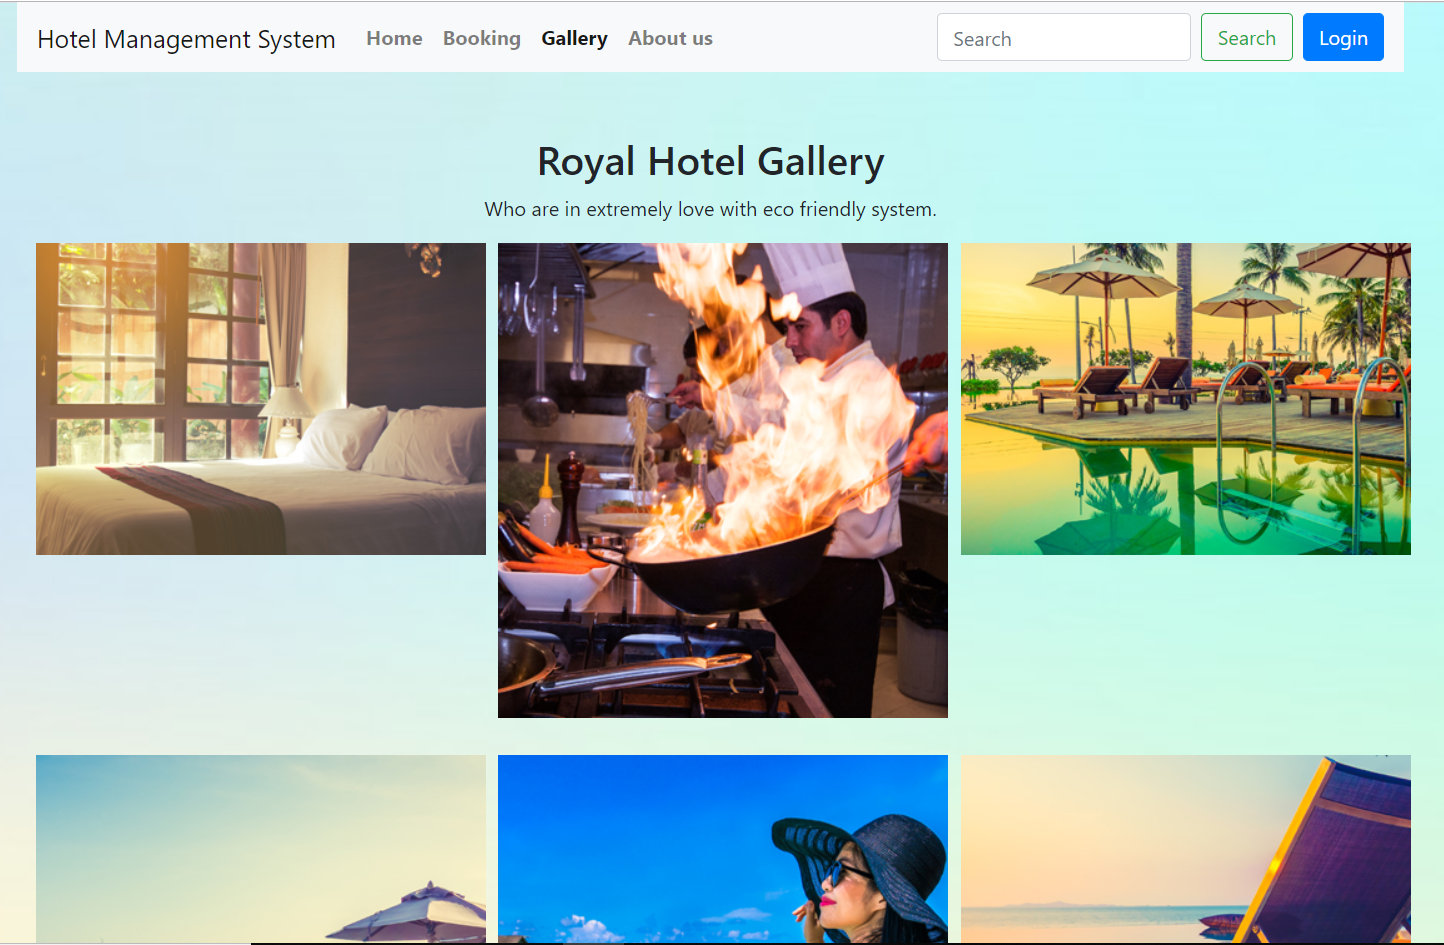 Hotel Management System Home Booking Gallery About us Search Search Login
Royal Hotel Gallery
Who are in extremely love with eco friendly system.